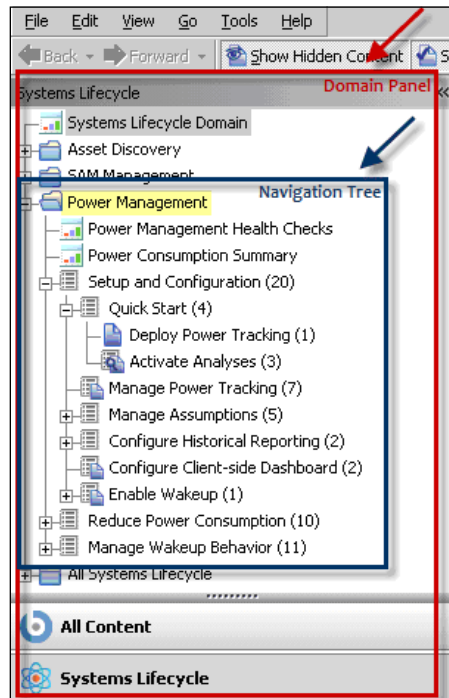 File Edit View Go Tools Help
Back Forward Show Hidden Content S
Systems Lifecycle Domain Panel
Systems Lifecycle Domain
Asset Discovery
SAM Management
Power Management Navigation Tree
Power Management Health Checks
Power Consumption Summary
Setup and Configuration (20)
Quick Start (4)
Deploy Power Tracking (1)
Activate Analyses (3)
Manage Power Tracking (7)
Manage Assumptions (5)
Configure Historical Reporting (2)
Configure Client-side Dashboard (2)
Enable Wakeup (1)
Reduce Power Consumption (10)
Manage Wakeup Behavior (11)
All Systems Lifecycle
All Content
Systems Lifecycle